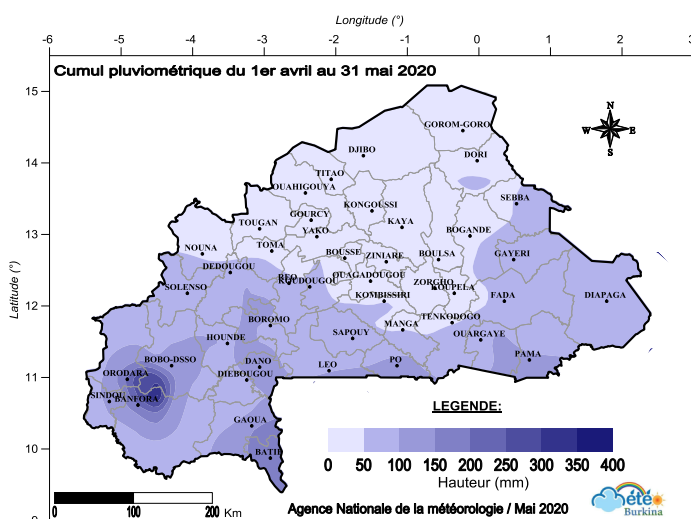 Longitude (°)
-6 -5 -4 -3 -2 -1 0 1 2 3
Cumul pluviométrique du 1er avril au 31 mai 2020
15
N
GOROM-GORO
W E
S
DJIBO
DORI
14
TITAO
OUAHIGOUYA
SEBBA
KONGOUSSI
GOURCY
KAYA
TOUGAN
YAKO
BOGANDE
13
NOUNA
TOMA
BOUSSE
ZINIARE
BOULSA
GAYERI
DEDOUGOU
REO
KOUDOUGOU
OUAGADOUGOU
ZORGHO
KOUPELA
SOLENSO
KOMBISSIRI
FADA
DIAPAGA
Latitude (°)
12
BOROMO
MANGA
TENKODOGO
HOUNDE
SAPOUY
OUARGAYE
BOBO-DSSO
DANO
LEO
PO
PAMA
11
ORODARA
DIEBOUGOU
SINDOU
BANFORA
LEGENDE:
GAOUA
10
BATIE
0 50 100 150 200 250 300 350 400
Hauteur (mm)
0 100 200 Km
Agence Nationale de la météorologie / Mai 2020
Météo
Burkina
9